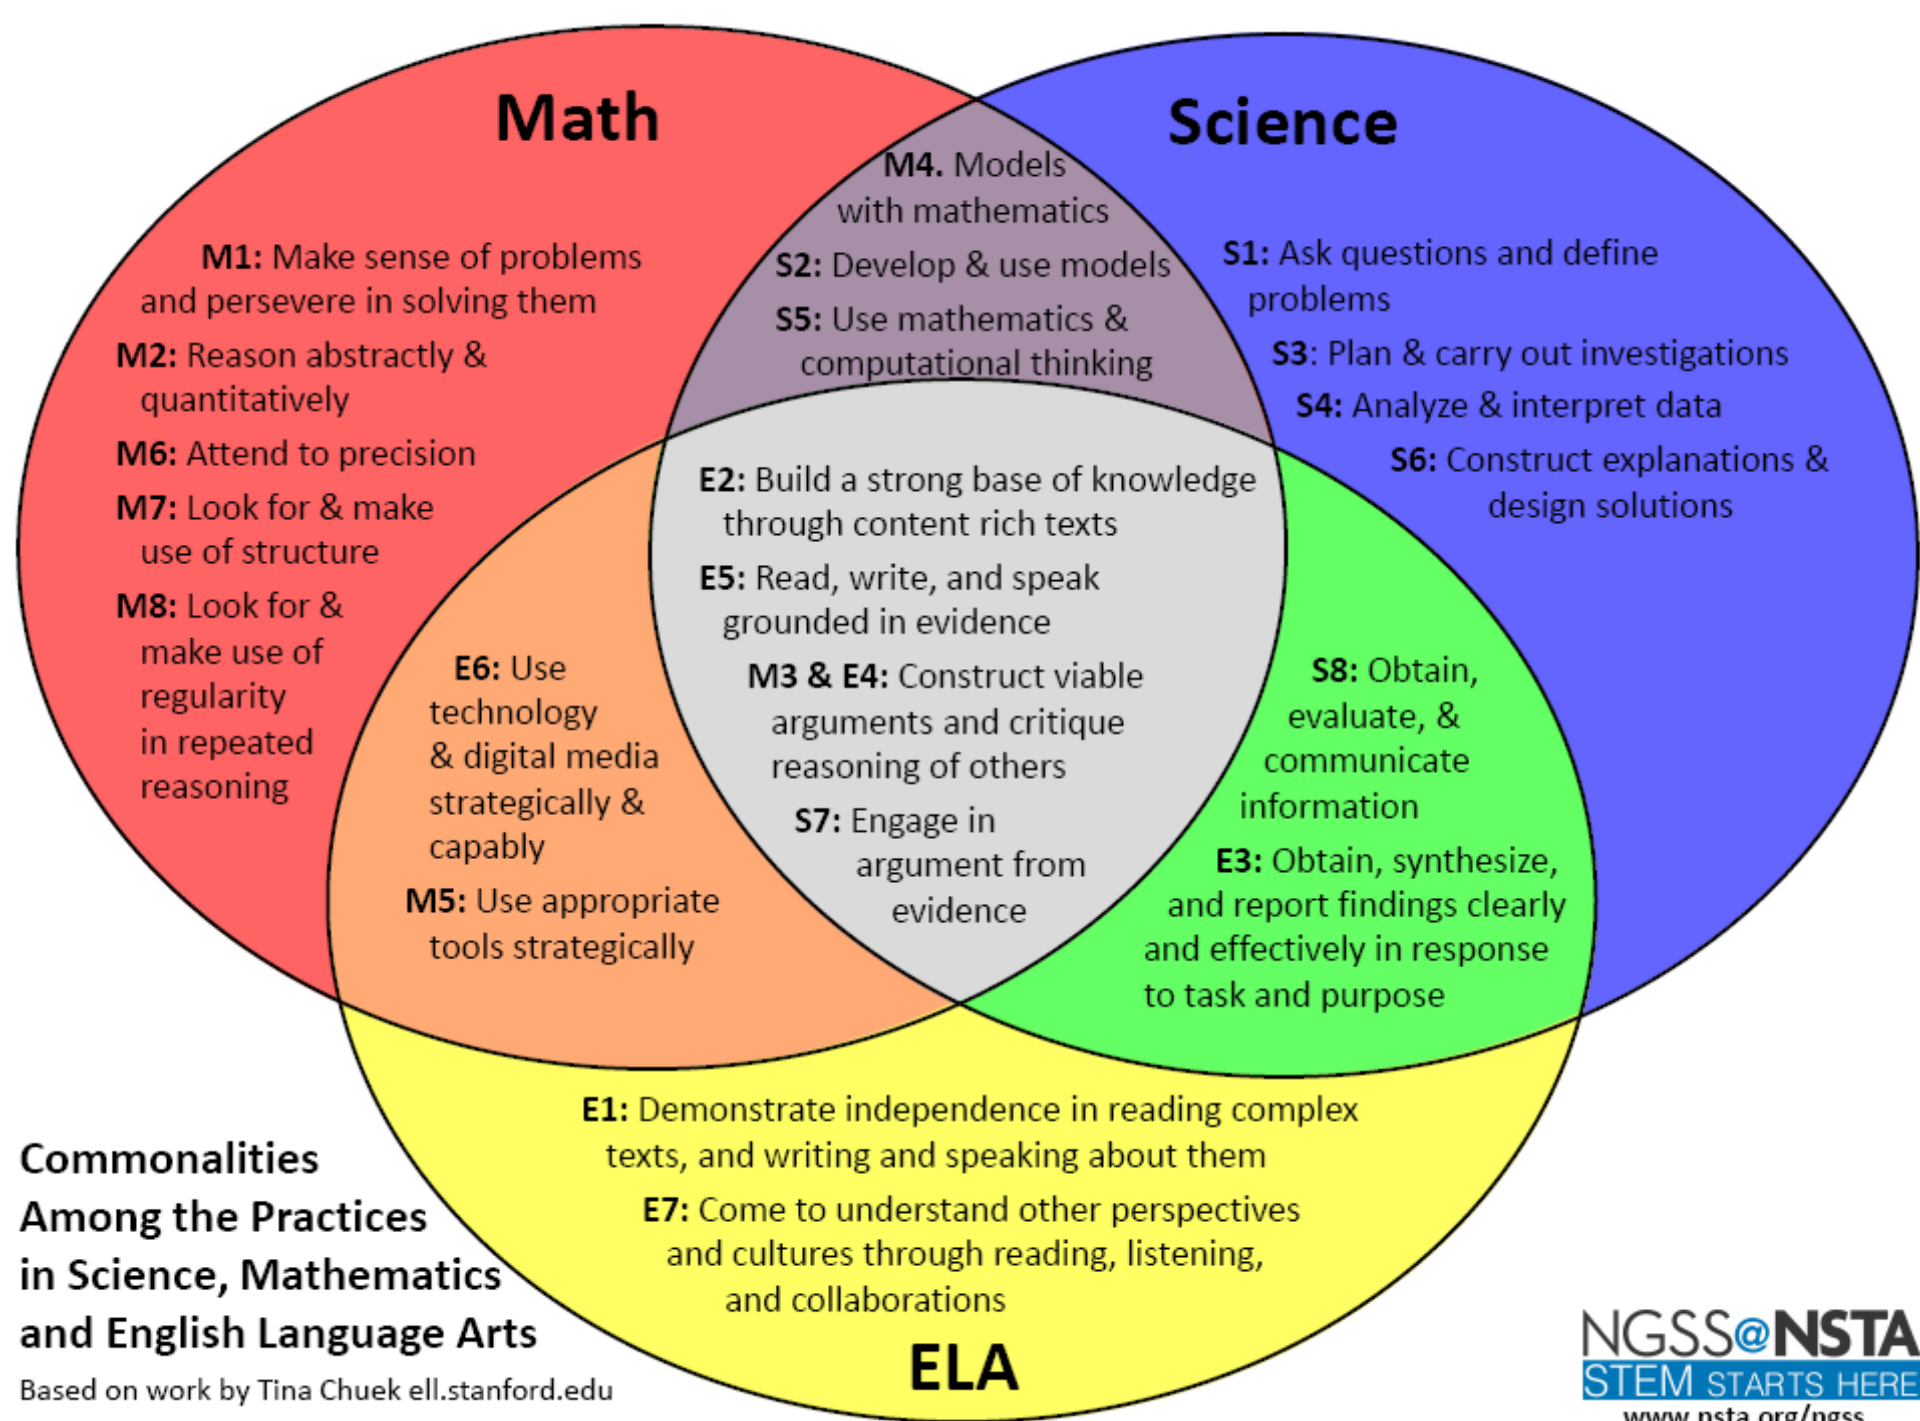 Math
Science
M4. Models
with mathematics
S2: Develop & use models
S5: Use mathematics &
computational thinking
M1: Make sense of problems
and persevere in solving them
M2: Reason abstractly &
quantitatively
M6: Attend to precision
M7: Look for & make
use of structure
M8: Look for &
make use of
regularity
in repeated
reasoning
S1: Ask questions and define
problems
S3: Plan & carry out investigations
S4: Analyze & interpret data
S6: Construct explanations &
design solutions
E2: Build a strong base of knowledge
through content rich texts
E5: Read, write, and speak
grounded in evidence
M3 & E4: Construct viable
arguments and critique
reasoning of others
S7: Engage in
argument from
evidence
E6: Use
technology
& digital media
strategically &
capably
M5: Use appropriate
tools strategically
S8: Obtain,
evaluate, &
communicate
information
E3: Obtain, synthesize,
and report findings clearly
and effectively in response
to task and purpose
E1: Demonstrate independence in reading complex
texts, and writing and speaking about them
E7: Come to understand other perspectives
and cultures through reading, listening,
and collaborations
ELA
Commonalities
Among the Practices
in Science, Mathematics
and English Language Arts
Based on work by Tina Chuek ell.stanford.edu
NGSS@NSTA
STEM STARTS HERE
www.nsta.org/ngss